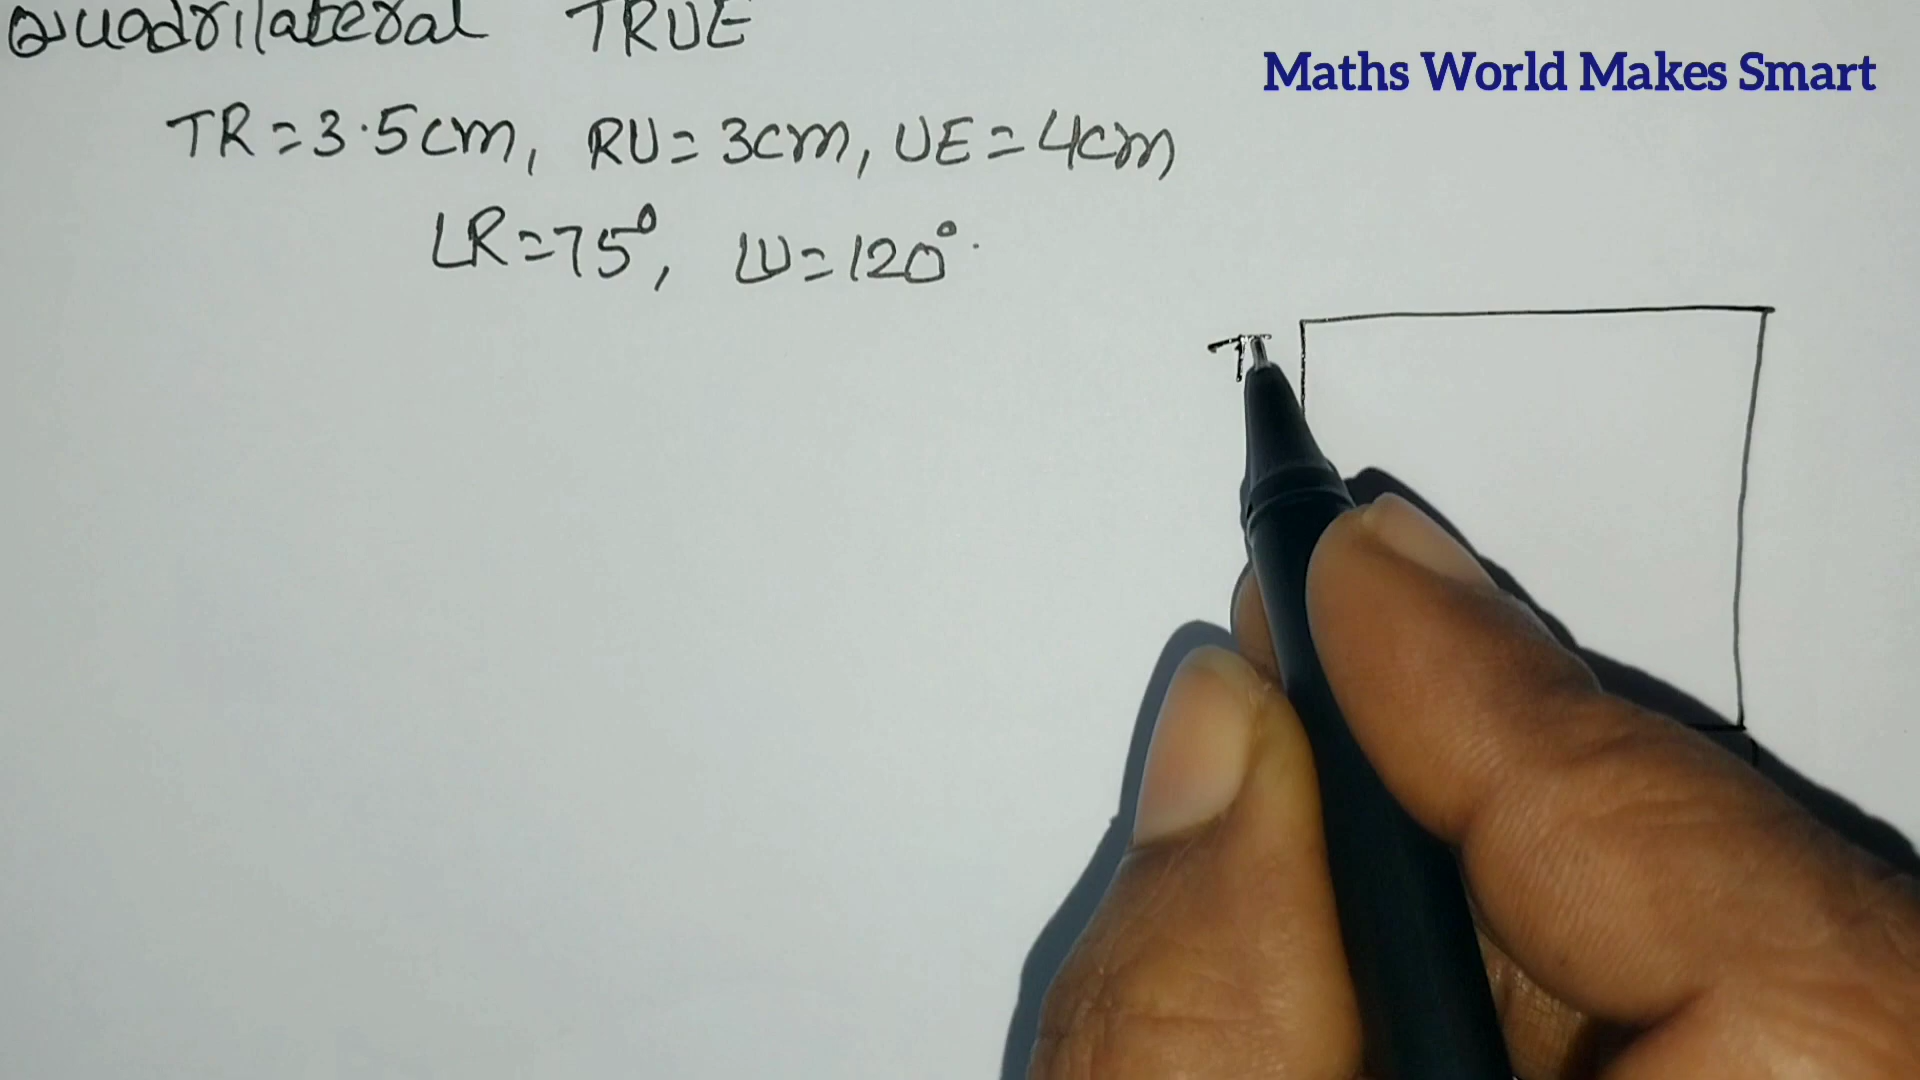 Quadrilateral TRUE
Maths World Makes Smart
TR = 3.5cm, RU = 3cm, UE = 4cm
∠R = 75°, ∠U = 120°.
T